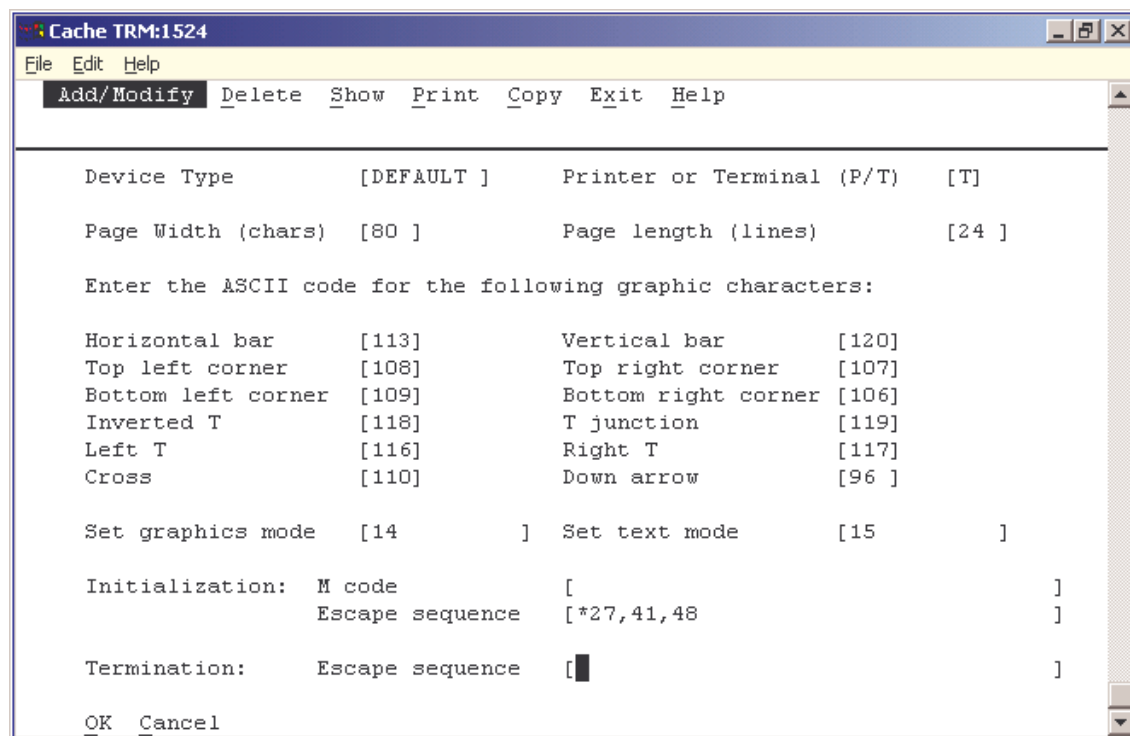 Cache TRM:1524
File Edit Help
Add/Modify Delete Show Print Copy Exit Help
Device Type [DEFAULT ] Printer or Terminal (P/T) [T]
Page Width (chars) [80 ] Page length (lines) [24 ]
Enter the ASCII code for the following graphic characters:
Horizontal bar [113] Vertical bar [120]
Top left corner [108] Top right corner [107]
Bottom left corner [109] Bottom right corner [106]
Inverted T [118] T junction [119]
Left T [116] Right T [117]
Cross [110] Down arrow [96 ]
Set graphics mode [14 ] Set text mode [15 ]
Initialization: M code [ ]
Escape sequence [*27,41,48 ]
Termination: Escape sequence [ ]
OK Cancel